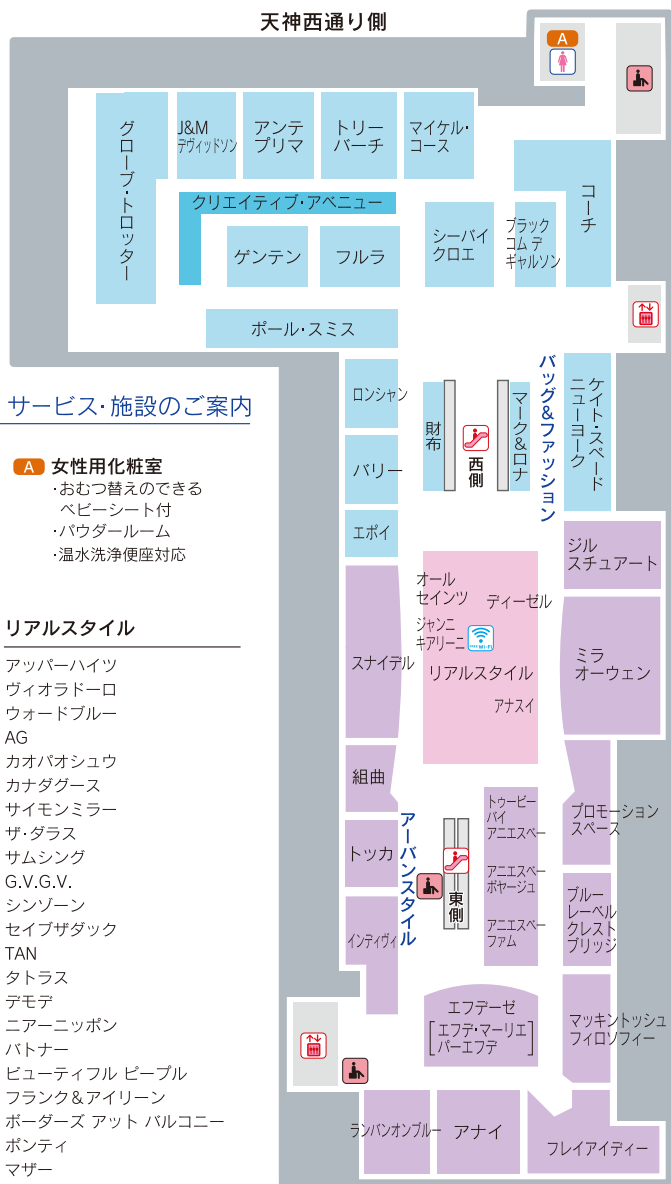 天神西通り側
A
グローブ・トロッター
J&M
デヴィッドソン
アンテ
プリマ
トリー
バーチ
マイケル・
コース
クリエイティブ・アベニュー
ゲンテン
フルラ
シーバイ
クロエ
ブラック
コム デ
ギャルソン
コーチ
ポール・スミス
ロンシャン
バリー
エポイ
財布
西側
マーク&ロナ
バッグ&ファッション
ケイト・スペード
ニューヨーク
サービス・施設のご案内
A 女性用化粧室
・おむつ替えのできる
ベビーシート付
・パウダールーム
・温水洗浄便座対応
ジル
スチュアート
オール
セインツ
ディーゼル
ジャンニ
キアリーニ
FREE Wi-Fi
リアルスタイル
アナスイ
スナイデル
ミラ
オーウェン
組曲
トッカ
インディヴィ
アーバンスタイル
東側
トゥービー
バイ
アニエスベー
アニエスベー
ボヤージュ
アニエスベー
ファム
プロモーション
スペース
ブルー
レーベル
クレスト
ブリッジ
エフデーゼ
[エフデ・マーリエ
バーエフデ]
マッキントッシュ
フィロソフィー
ランバンオンブルー
アナイ
フレイアイディー
リアルスタイル
アッパーハイツ
ヴィオラドーロ
ウォードブルー
AG
カオパオシュウ
カナダグース
サイモンミラー
ザ・ダラス
サムシング
G.V.G.V.
シンゾーン
セイブザダック
TAN
タトラス
デモデ
ニアーニッポン
バトナー
ビューティフル ピープル
フランク&アイリーン
ボーダーズ アット バルコニー
ポンティ
マザー